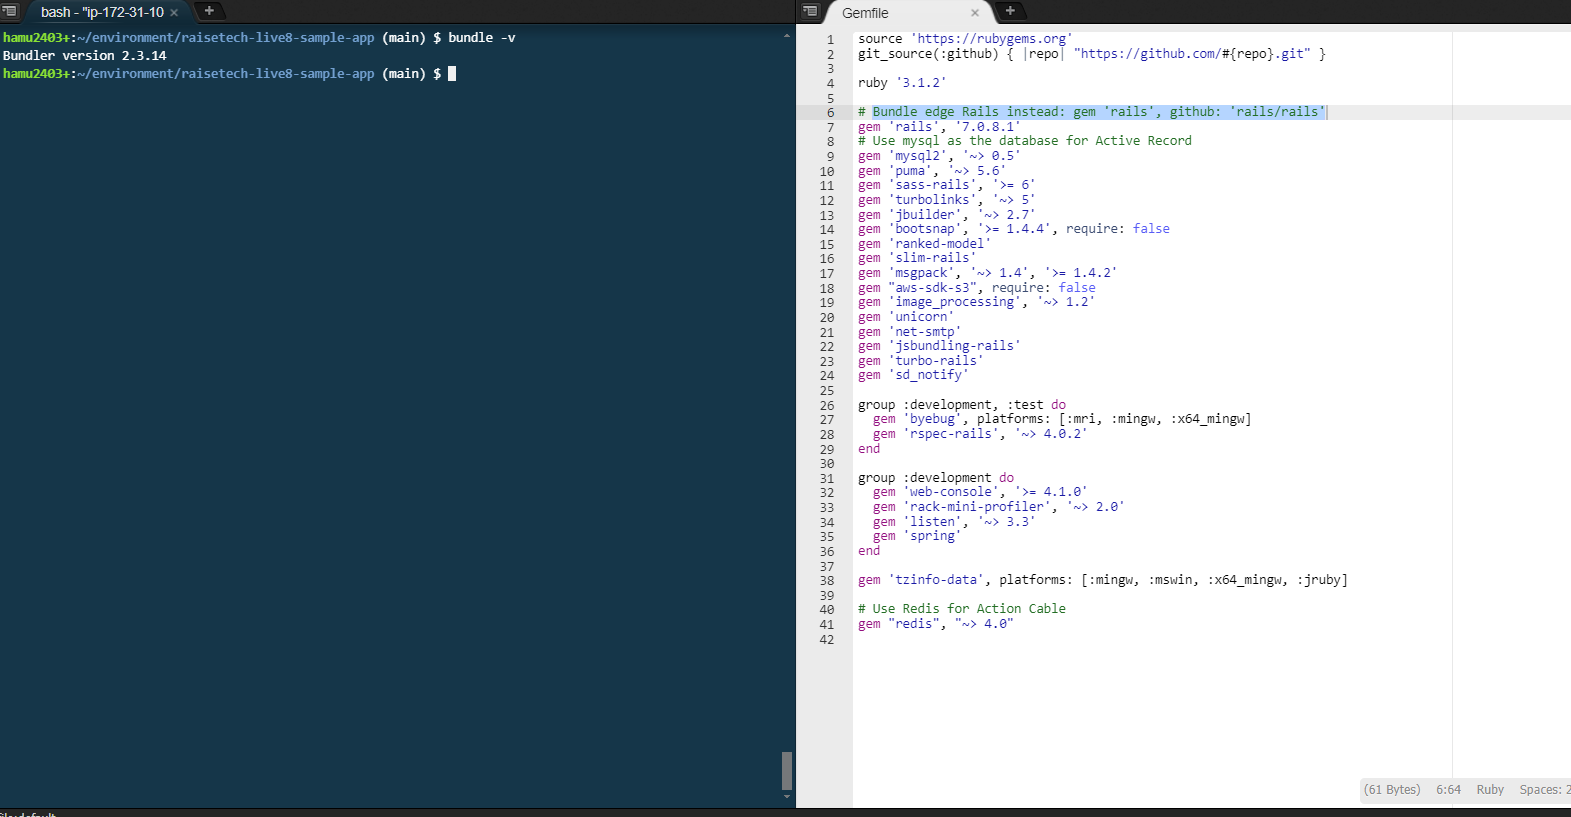 bash - "ip-172-31-10
hamu2403+:~/environment/raisetech-live8-sample-app (main) $ bundle -v
Bundler version 2.3.14
hamu2403+:~/environment/raisetech-live8-sample-app (main) $
Gemfile
1 source 'https://rubygems.org'
2 git_source(:github) { |repo| "https://github.com/#{repo}.git" }
3
4 ruby '3.1.2'
5
6 # Bundle edge Rails instead: gem 'rails', github: 'rails/rails'
7 gem 'rails', '7.0.8.1'
8 # Use mysql as the database for Active Record
9 gem 'mysql2', '~> 0.5'
10 gem 'puma', '~> 5.6'
11 gem 'sass-rails', '>= 6'
12 gem 'turbolinks', '~> 5'
13 gem 'jbuilder', '~> 2.7'
14 gem 'bootsnap', '>= 1.4.4', require: false
15 gem 'ranked-model'
16 gem 'slim-rails'
17 gem 'msgpack', '~> 1.4', '>= 1.4.2'
18 gem "aws-sdk-s3", require: false
19 gem 'image_processing', '~> 1.2'
20 gem 'unicorn'
21 gem 'net-smtp'
22 gem 'jsbundling-rails'
23 gem 'turbo-rails'
24 gem 'sd_notify'
25
26 group :development, :test do
27   gem 'byebug', platforms: [:mri, :mingw, :x64_mingw]
28   gem 'rspec-rails', '~> 4.0.2'
29 end
30
31 group :development do
32   gem 'web-console', '>= 4.1.0'
33   gem 'rack-mini-profiler', '~> 2.0'
34   gem 'listen', '~> 3.3'
35   gem 'spring'
36 end
37
38 gem 'tzinfo-data', platforms: [:mingw, :mswin, :x64_mingw, :jruby]
39
40 # Use Redis for Action Cable
41 gem "redis", "~> 4.0"
42
(61 Bytes) 6:64 Ruby Spaces: 2